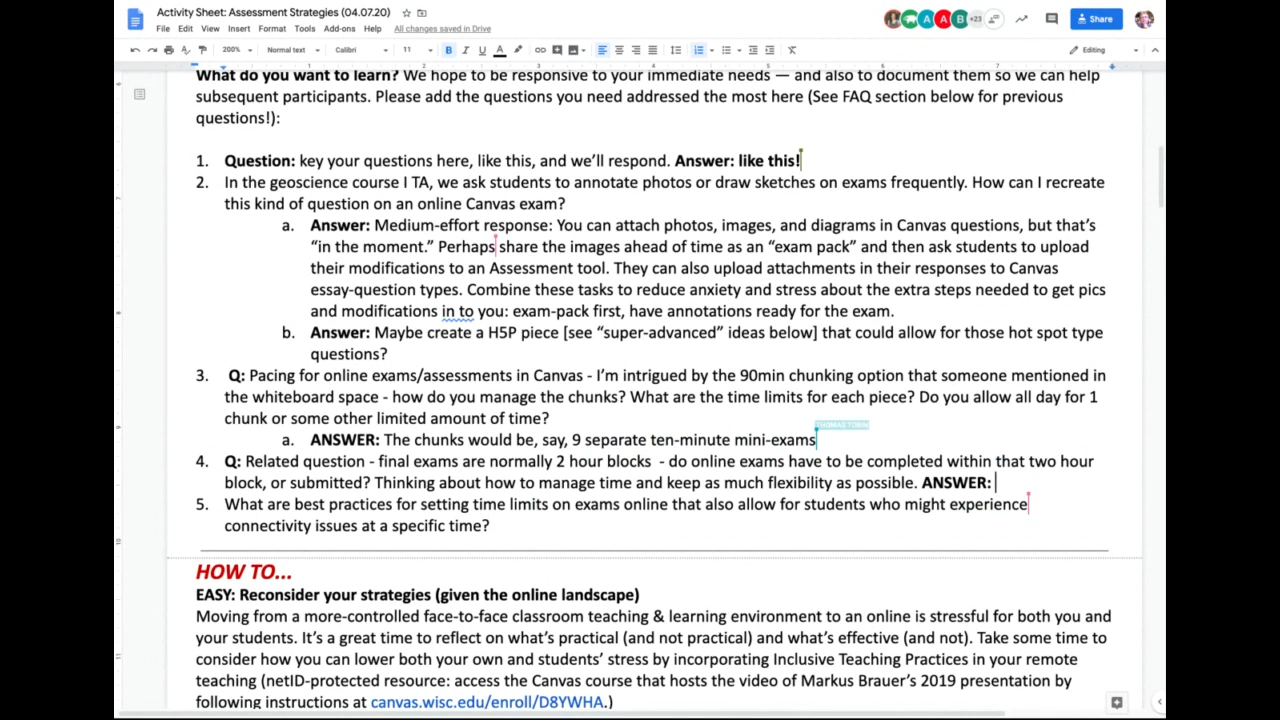 Activity Sheet: Assessment Strategies (04.07.20)
File Edit View Insert Format Tools Add-ons Help All changes saved in Drive
A A B +23 Share
200% Normal text Calibri 11 B I U A Editing
1 2 3 4 5 6 7
What do you want to learn? We hope to be responsive to your immediate needs — and also to document them so we can help
subsequent participants. Please add the questions you need addressed the most here (See FAQ section below for previous
questions!):
1. Question: key your questions here, like this, and we’ll respond. Answer: like this!
2. In the geoscience course I TA, we ask students to annotate photos or draw sketches on exams frequently. How can I recreate
this kind of question on an online Canvas exam?
a. Answer: Medium-effort response: You can attach photos, images, and diagrams in Canvas questions, but that’s
“in the moment.” Perhaps share the images ahead of time as an “exam pack” and then ask students to upload
their modifications to an Assessment tool. They can also upload attachments in their responses to Canvas
essay-question types. Combine these tasks to reduce anxiety and stress about the extra steps needed to get pics
and modifications in to you: exam-pack first, have annotations ready for the exam.
b. Answer: Maybe create a H5P piece [see “super-advanced” ideas below] that could allow for those hot spot type
questions?
3. Q: Pacing for online exams/assessments in Canvas - I’m intrigued by the 90min chunking option that someone mentioned in
the whiteboard space - how do you manage the chunks? What are the time limits for each piece? Do you allow all day for 1
chunk or some other limited amount of time?
THOMAS TOBIN
a. ANSWER: The chunks would be, say, 9 separate ten-minute mini-exams
4. Q: Related question - final exams are normally 2 hour blocks - do online exams have to be completed within that two hour
block, or submitted? Thinking about how to manage time and keep as much flexibility as possible. ANSWER:
5. What are best practices for setting time limits on exams online that also allow for students who might experience
connectivity issues at a specific time?
HOW TO...
EASY: Reconsider your strategies (given the online landscape)
Moving from a more-controlled face-to-face classroom teaching & learning environment to an online is stressful for both you and
your students. It’s a great time to reflect on what’s practical (and not practical) and what’s effective (and not). Take some time to
consider how you can lower both your own and students’ stress by incorporating Inclusive Teaching Practices in your remote
teaching (netID-protected resource: access the Canvas course that hosts the video of Markus Brauer’s 2019 presentation by
following instructions at canvas.wisc.edu/enroll/D8YWHA.)